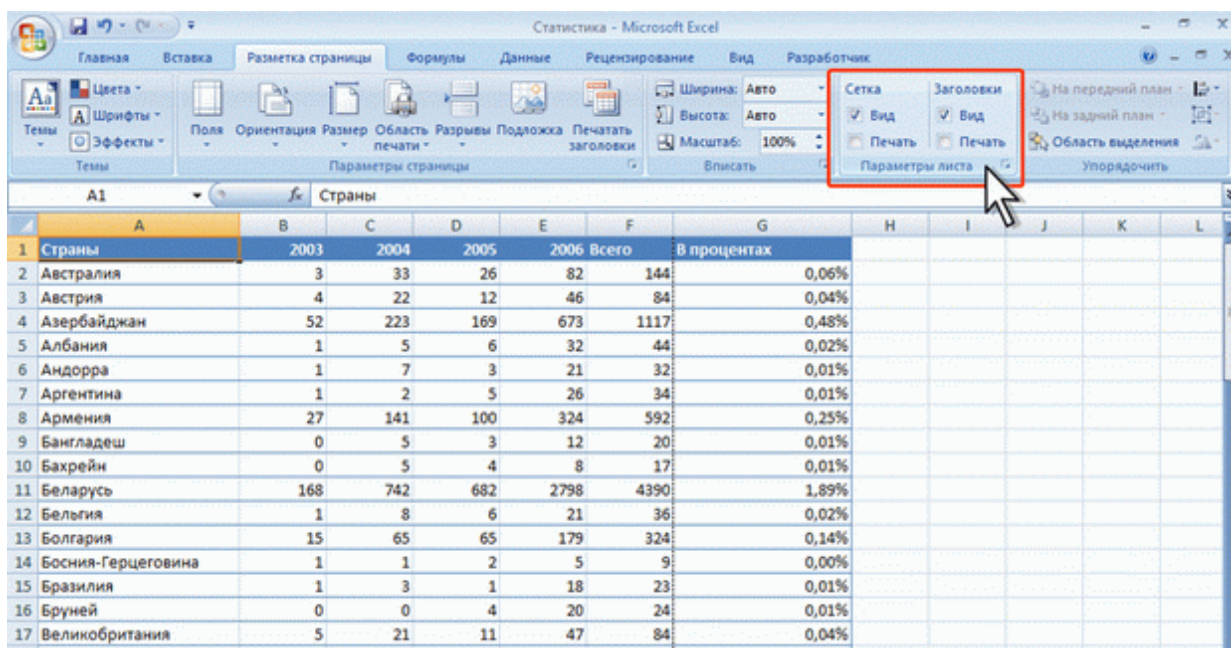 Статистика - Microsoft Excel
Главная Вставка Разметка страницы Формулы Данные Рецензирование Вид Разработчик
Цвета
Шрифты
Эффекты
Темы
Поля Ориентация Размер Область печати Разрывы Подложка Печатать заголовки
Ширина: Авто
Высота: Авто
Масштаб: 100%
Сетка Заголовки
Вид Вид
Печать Печать
На передний план
На задний план
Область выделения
Темы Параметры страницы Вписать Параметры листа Упорядочить
A1 fx Страны
A B C D E F G H I J K L
1 Страны 2003 2004 2005 2006 Всего В процентах
2 Австралия 3 33 26 82 144 0,06%
3 Австрия 4 22 12 46 84 0,04%
4 Азербайджан 52 223 169 673 1117 0,48%
5 Албания 1 5 6 32 44 0,02%
6 Андорра 1 7 3 21 32 0,01%
7 Аргентина 1 2 5 26 34 0,01%
8 Армения 27 141 100 324 592 0,25%
9 Бангладеш 0 5 3 12 20 0,01%
10 Бахрейн 0 5 4 8 17 0,01%
11 Беларусь 168 742 682 2798 4390 1,89%
12 Бельгия 1 8 6 21 36 0,02%
13 Болгария 15 65 65 179 324 0,14%
14 Босния-Герцеговина 1 1 2 5 9 0,00%
15 Бразилия 1 3 1 18 23 0,01%
16 Бруней 0 0 4 20 24 0,01%
17 Великобритания 5 21 11 47 84 0,04%